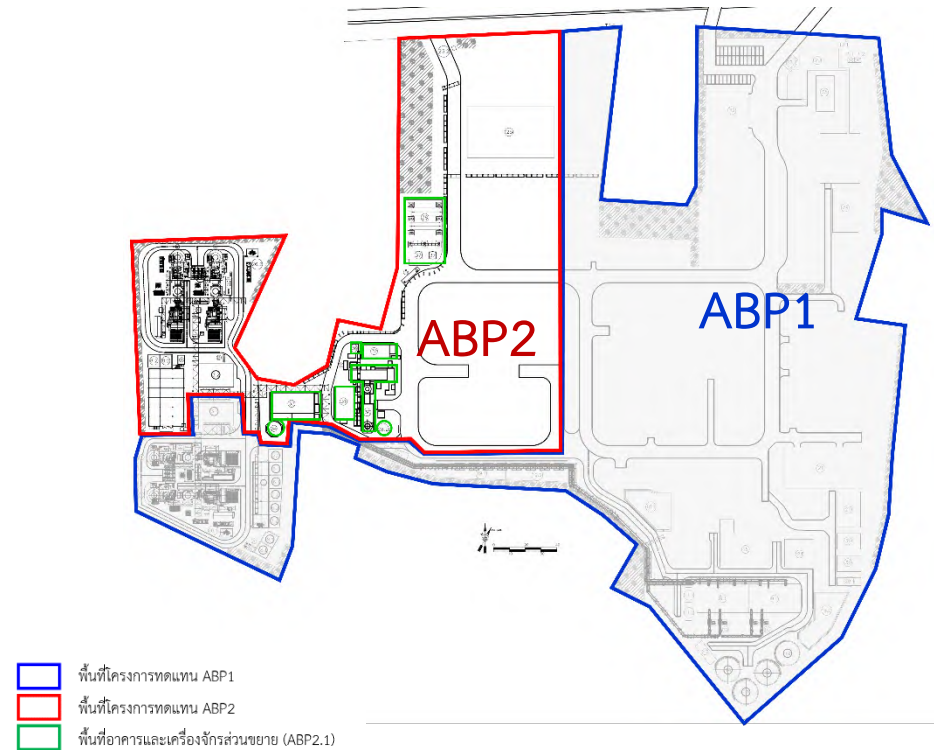 ABP1
ABP2
พื้นที่โครงการทดแทน ABP1
พื้นที่โครงการทดแทน ABP2
พื้นที่อาคารและเครื่องจักรส่วนขยาย (ABP2.1)